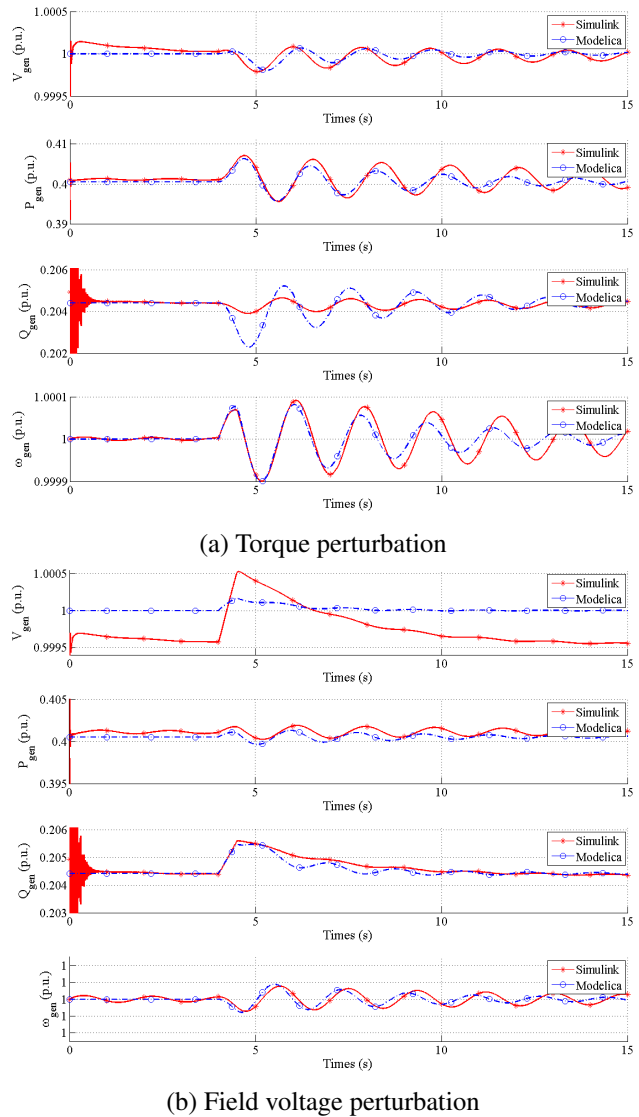 1.0005
1
0.9995
V_gen (p.u.)
Simulink
Modelica
0 5 10 15
Times (s)
0.41
0.4
0.39
P_gen (p.u.)
Simulink
Modelica
0 5 10 15
Times (s)
0.206
0.204
0.202
Q_gen (p.u.)
Simulink
Modelica
0 5 10 15
Times (s)
1.0001
1
0.9999
ω_gen (p.u.)
Simulink
Modelica
0 5 10 15
Times (s)
(a) Torque perturbation
1.0005
1
0.9995
V_gen (p.u.)
Simulink
Modelica
0 5 10 15
Times (s)
0.405
0.4
0.395
P_gen (p.u.)
Simulink
Modelica
0 5 10 15
Times (s)
0.206
0.205
0.204
0.203
Q_gen (p.u.)
Simulink
Modelica
0 5 10 15
Times (s)
1
1
1
1
1
ω_gen (p.u.)
Simulink
Modelica
0 5 10 15
Times (s)
(b) Field voltage perturbation